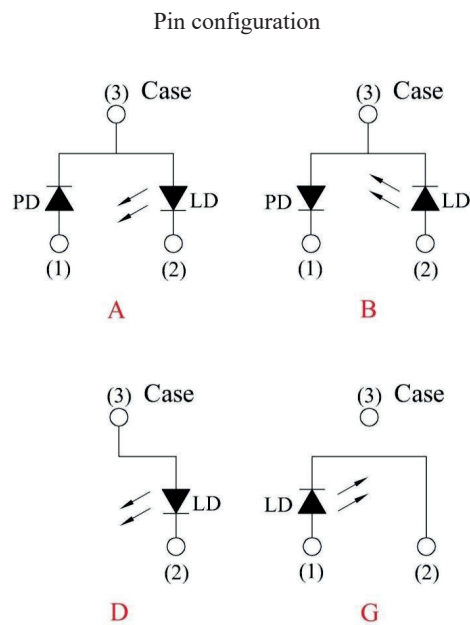 Pin configuration
(3) Case
(3) Case
PD
LD
PD
LD
(1)
(2)
(1)
(2)
A
B
(3) Case
(3) Case
LD
LD
(2)
(1)
(2)
D
G